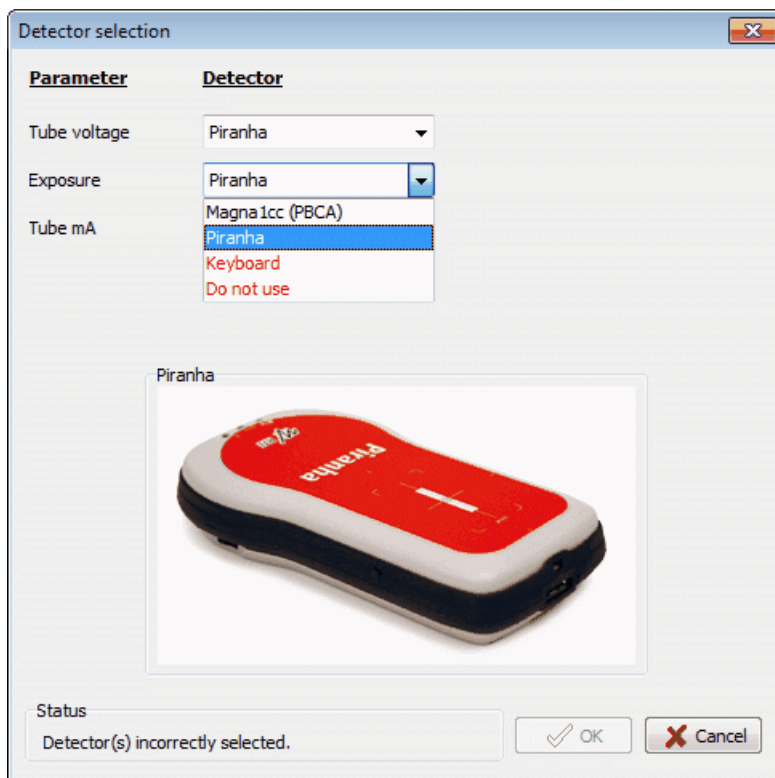 Detector selection
Parameter Detector
Tube voltage Piranha
Exposure Piranha
Magna1cc (PBCA)
Tube mA
Piranha
Keyboard
Do not use
Piranha
Piranha
Status
Detector(s) incorrectly selected.
OK
Cancel